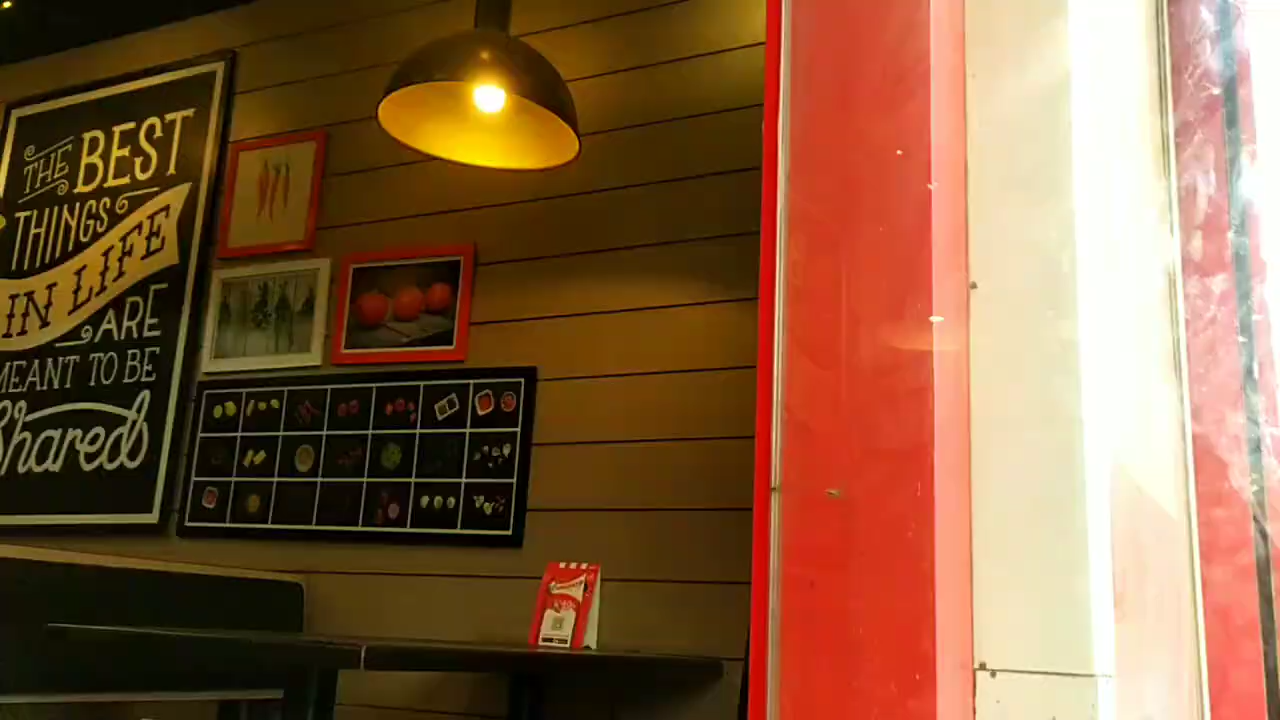 THE BEST
THINGS
IN LIFE
ARE
MEANT TO BE
Shared